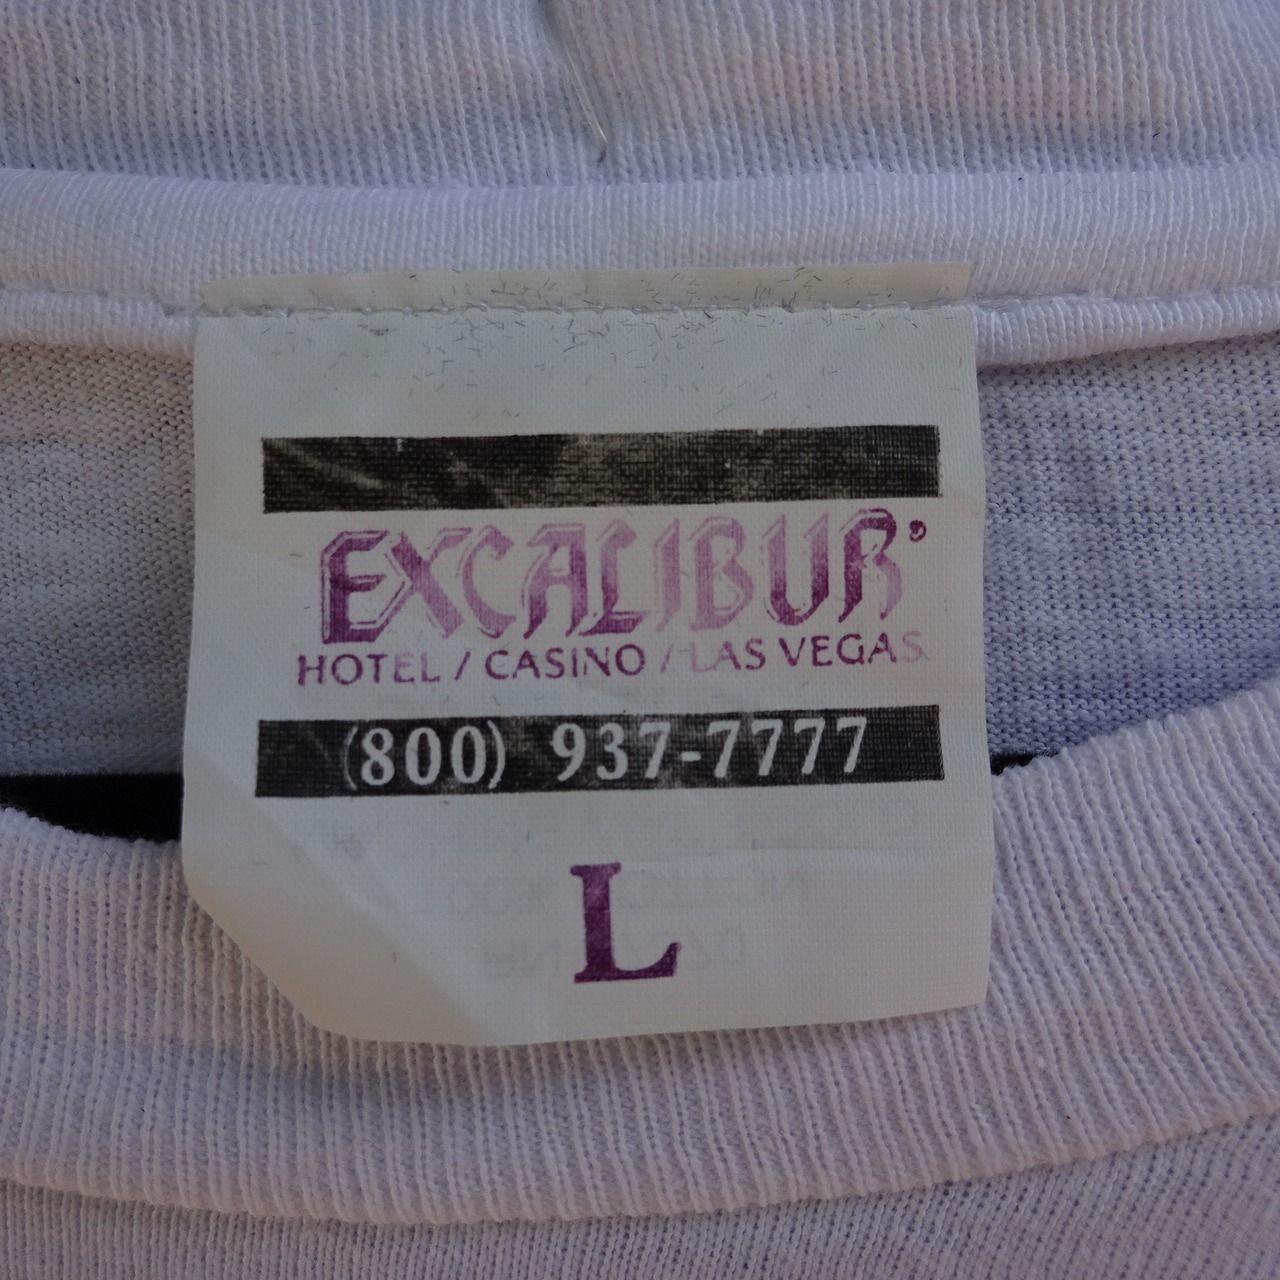 EXCALIBUR®
HOTEL / CASINO / LAS VEGAS
(800) 937-7777
L